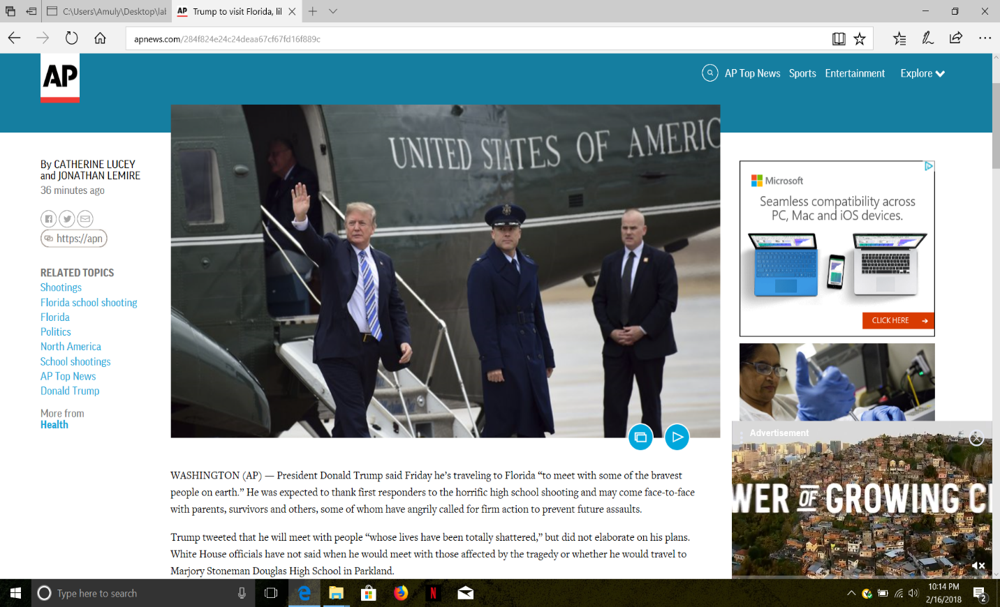 C:\Users\Amuly\Desktop\lal
AP Trump to visit Florida, lil
apnews.com/284f824e24c24deaa67cf67fd16f889c
AP
AP Top News Sports Entertainment Explore
UNITED STATES OF AMERIC
By CATHERINE LUCEY
and JONATHAN LEMIRE
36 minutes ago
https://apn
RELATED TOPICS
Shootings
Florida school shooting
Florida
Politics
North America
School shootings
AP Top News
Donald Trump
More from
Health
Microsoft
Seamless compatibility across
PC, Mac and iOS devices.
CLICK HERE
Advertisement
WER OF GROWING CI
WASHINGTON (AP) — President Donald Trump said Friday he’s traveling to Florida “to meet with some of the bravest
people on earth.” He was expected to thank first responders to the horrific high school shooting and may come face-to-face
with parents, survivors and others, some of whom have angrily called for firm action to prevent future assaults.
Trump tweeted that he will meet with people “whose lives have been totally shattered,” but did not elaborate on his plans.
White House officials have not said when he would meet with those affected by the tragedy or whether he would travel to
Marjory Stoneman Douglas High School in Parkland.
Type here to search
N
10:14 PM
2/16/2018
2